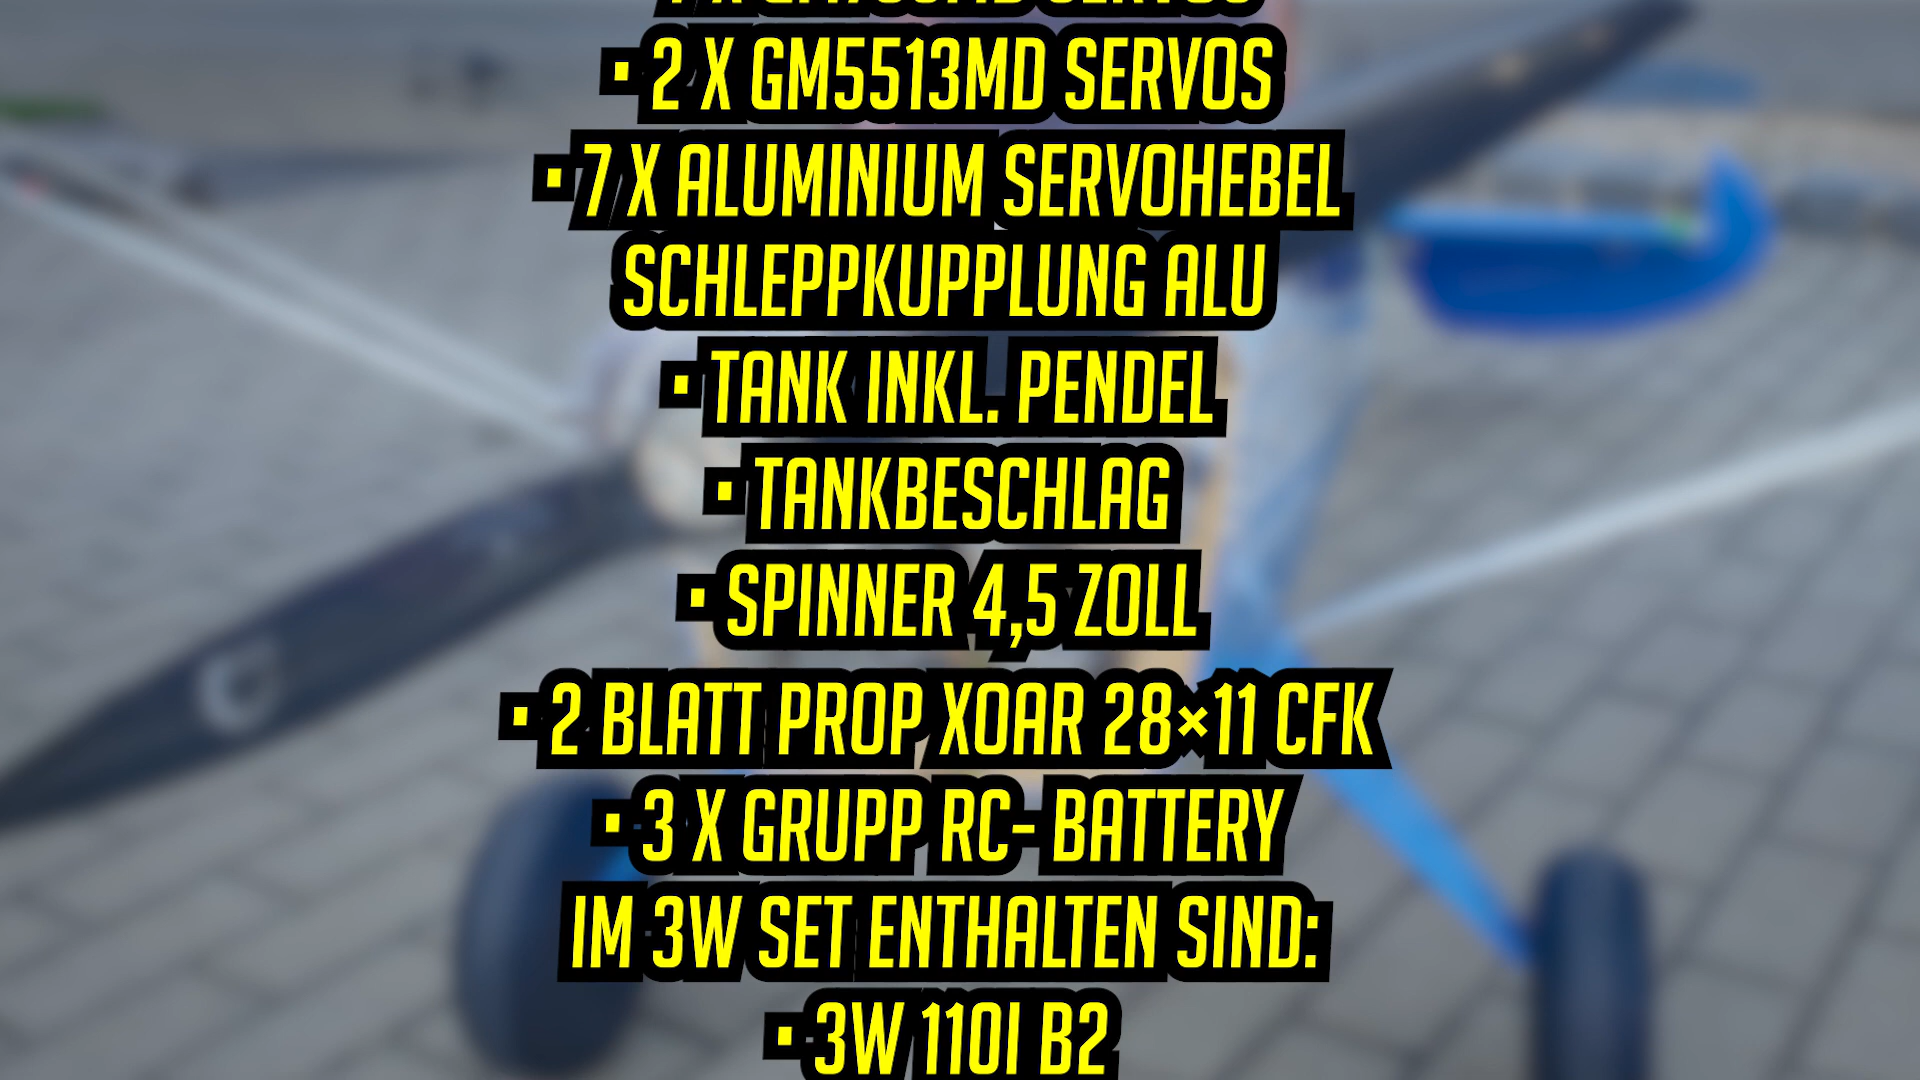 ▪ 2 X GM5513MD SERVOS
▪ 7 X ALUMINIUM SERVOHEBEL
SCHLEPPKUPPLUNG ALU
▪ TANK INKL. PENDEL
▪ TANKBESCHLAG
▪ SPINNER 4,5 ZOLL
▪ 2 BLATT PROP XOAR 28×11 CFK
▪ 3 X GRUPP RC- BATTERY
IM 3W SET ENTHALTEN SIND:
▪ 3W 110I B2